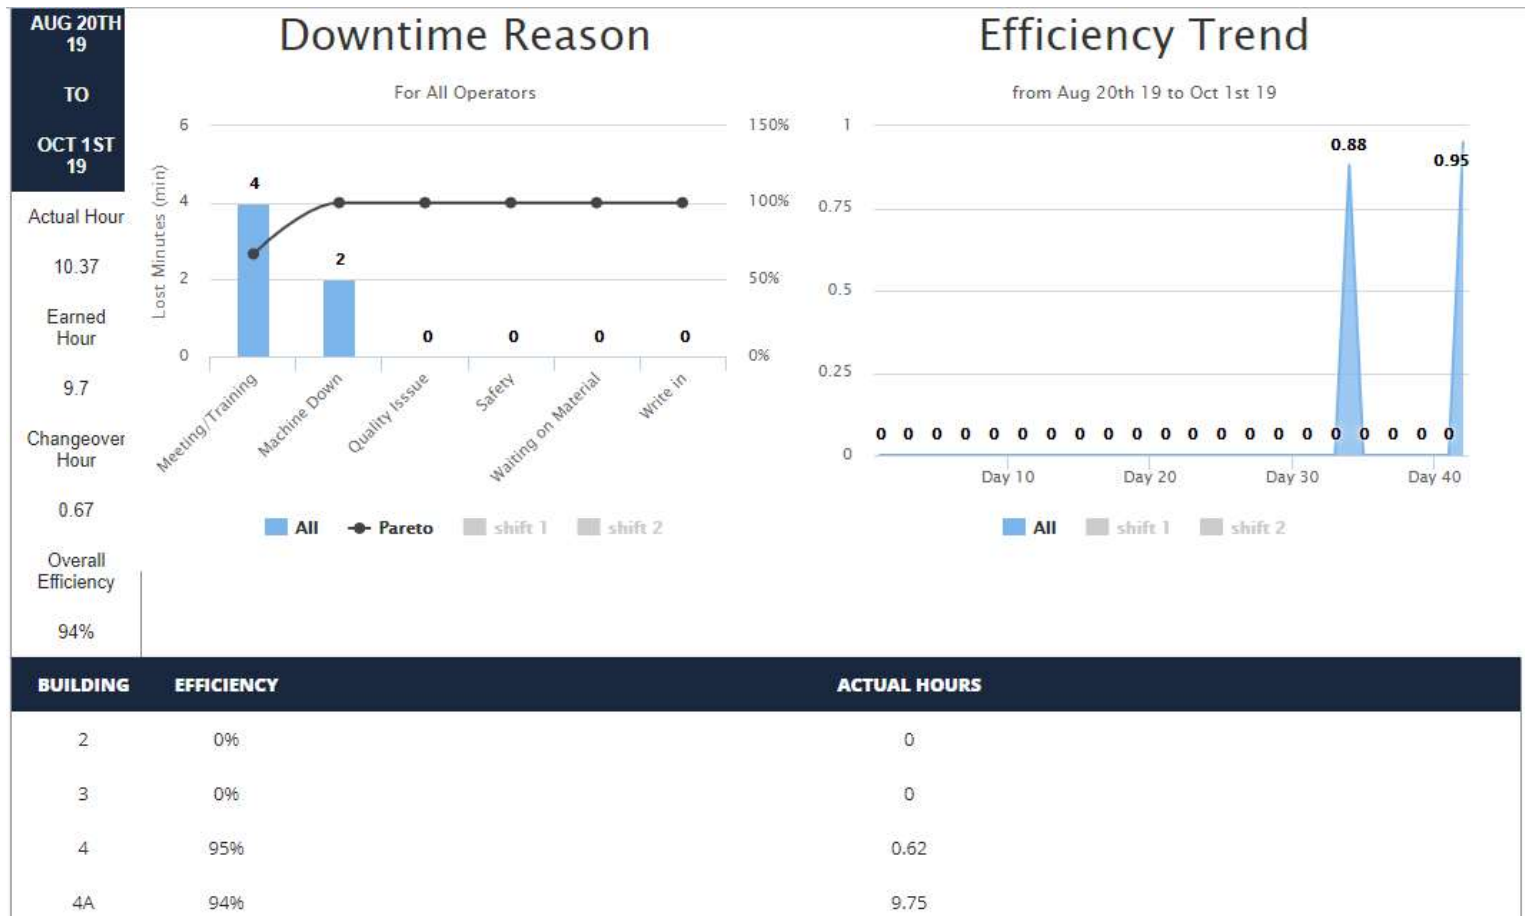 AUG 20TH
19
TO
OCT 1ST
19
Actual Hour
10.37
Earned
Hour
9.7
Changeover
Hour
0.67
Overall
Efficiency
94%
Downtime Reason
For All Operators
Lost Minutes (min)
6
4
2
0
150%
100%
50%
0%
4
2
0
0
0
0
Meeting/Training
Machine Down
Quality Isssue
Safety
Waiting on Material
Write in
All Pareto shift 1 shift 2
Efficiency Trend
from Aug 20th 19 to Oct 1st 19
1
0.75
0.5
0.25
0
0.88
0.95
0 0 0 0 0 0 0 0 0 0 0 0 0 0 0 0 0 0 0 0 0
Day 10 Day 20 Day 30 Day 40
All shift 1 shift 2
BUILDING EFFICIENCY ACTUAL HOURS
2 0% 0
3 0% 0
4 95% 0.62
4A 94% 9.75